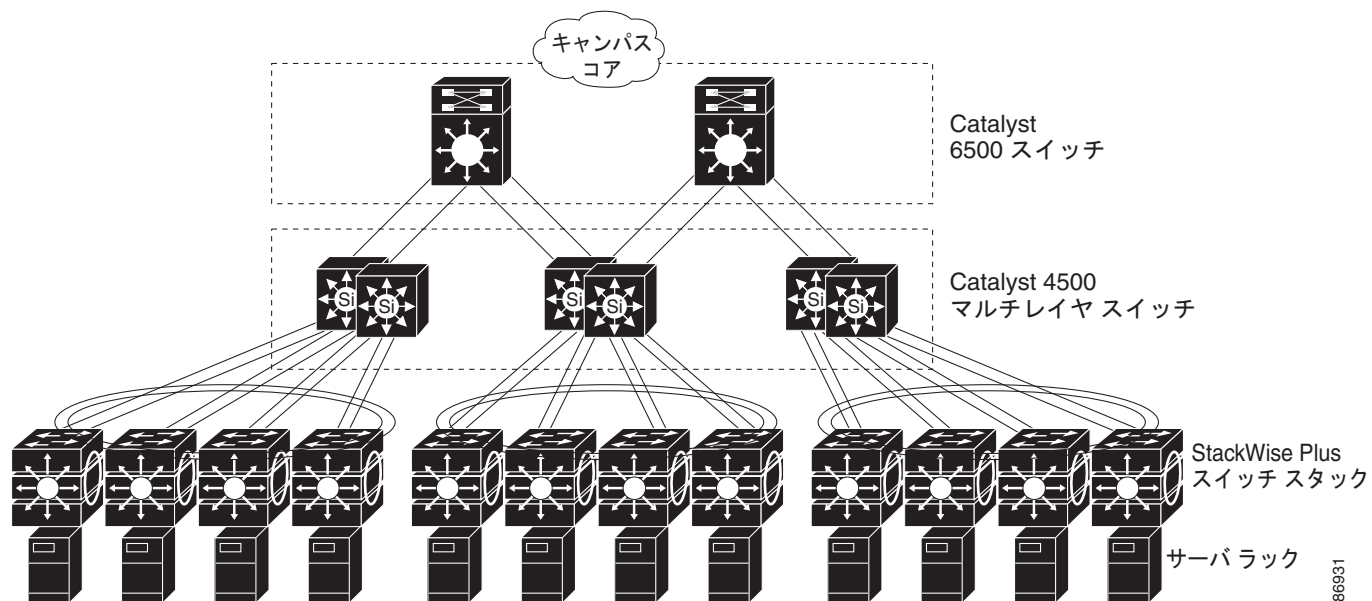 キャンパス
コア
Catalyst
6500 スイッチ
Si
Si
Si
Si
Si
Si
Catalyst 4500
マルチレイヤ スイッチ
StackWise Plus
スイッチ スタック
サーバ ラック
86931